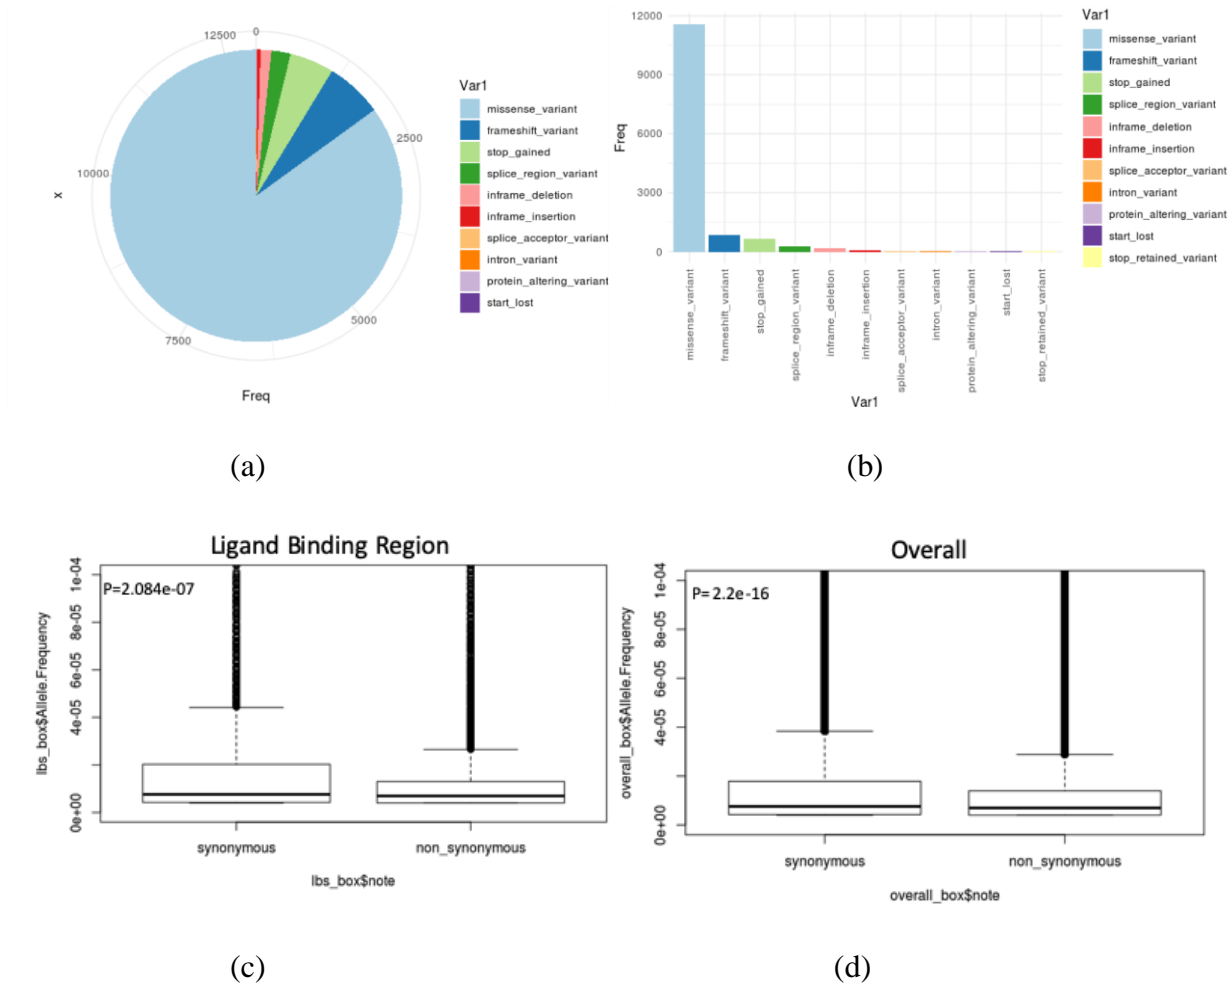 12500
0
2500
10000
5000
7500
x
Freq
Var1
missense_variant
frameshift_variant
stop_gained
splice_region_variant
inframe_deletion
inframe_insertion
splice_acceptor_variant
intron_variant
protein_altering_variant
start_lost
(a)
12000
9000
6000
3000
0
Freq
missense_variant
frameshift_variant
stop_gained
splice_region_variant
inframe_deletion
inframe_insertion
splice_acceptor_variant
intron_variant
protein_altering_variant
start_lost
stop_retained_variant
Var1
Var1
missense_variant
frameshift_variant
stop_gained
splice_region_variant
inframe_deletion
inframe_insertion
splice_acceptor_variant
intron_variant
protein_altering_variant
start_lost
stop_retained_variant
(b)
Ligand Binding Region
P=2.084e-07
1e-04
8e-05
6e-05
4e-05
0e+00
lbs_box$Allele.Frequency
synonymous
non_synonymous
lbs_box$note
(c)
Overall
P= 2.2e-16
1e-04
8e-05
6e-05
4e-05
0e+00
overall_box$Allele.Frequency
synonymous
non_synonymous
overall_box$note
(d)